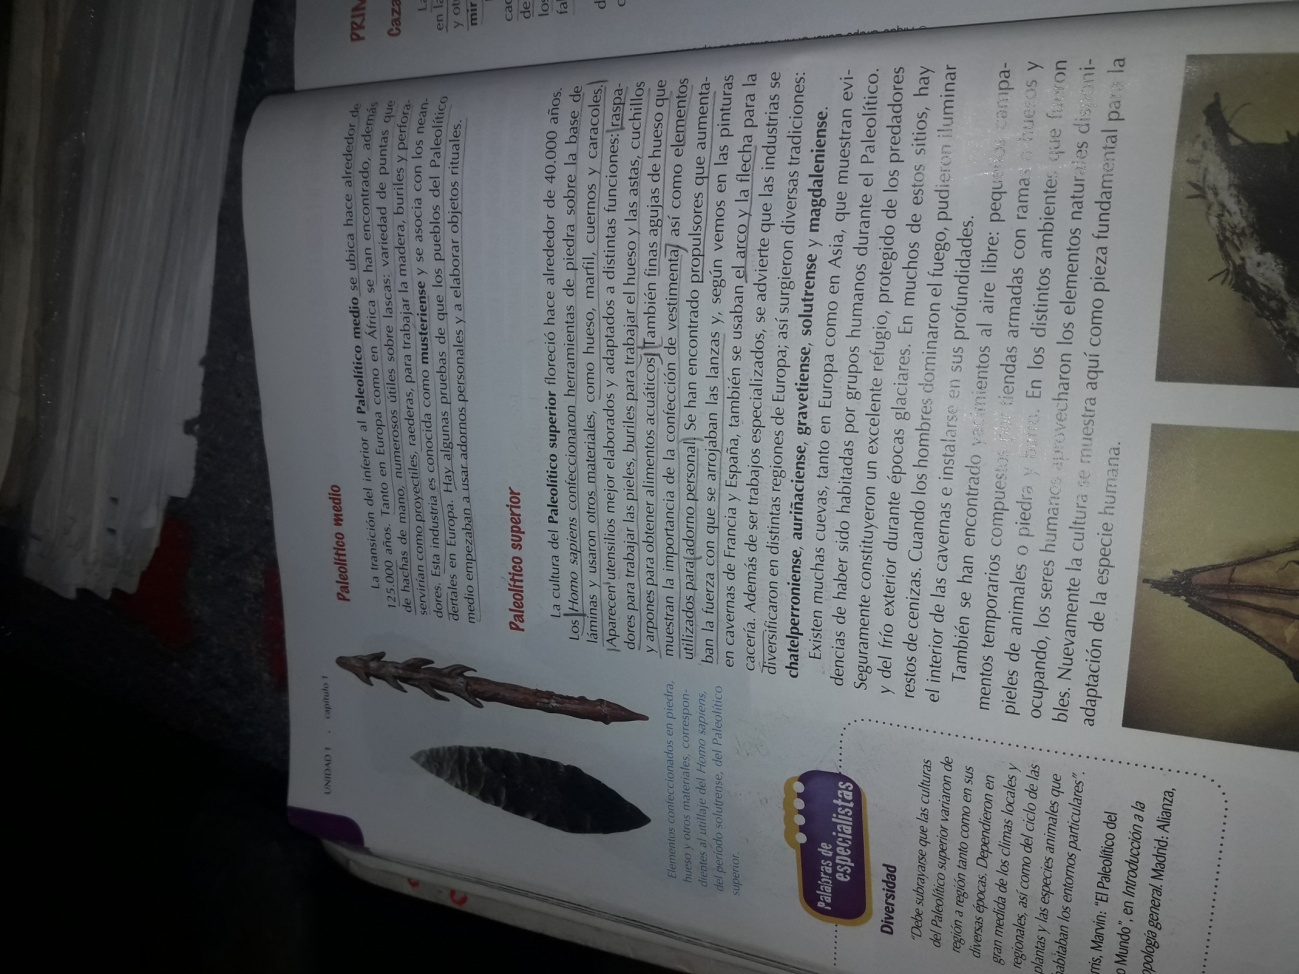 UNIDAD 1 . capítulo 1
Paleolítico medio
La transición del inferior al Paleolítico medio se ubica hace alrededor de
125.000 años. Tanto en Europa como en África se han encontrado, además
de hachas de mano, numerosos útiles sobre lascas: variedad de puntas que
servirían como proyectiles, raederas, para trabajar la madera, buriles y perfora-
dores. Esta industria es conocida como musteriense y se asocia con los nean-
dertales en Europa. Hay algunas pruebas de que los pueblos del Paleolítico
medio empezaban a usar adornos personales y a elaborar objetos rituales.
Paleolítico superior
La cultura del Paleolítico superior floreció hace alrededor de 40.000 años.
Los Homo sapiens confeccionaron herramientas de piedra sobre la base de
láminas y usaron otros materiales, como hueso, marfil, cuernos y caracoles.
Aparecen utensilios mejor elaborados y adaptados a distintas funciones: raspa-
dores para trabajar las pieles, buriles para trabajar el hueso y las astas, cuchillos
y arpones para obtener alimentos acuáticos. También finas agujas de hueso que
muestran la importancia de la confección de vestimenta, así como elementos
utilizados para adorno personal. Se han encontrado propulsores que aumenta-
ban la fuerza con que se arrojaban las lanzas y, según vemos en las pinturas
en cavernas de Francia y España, también se usaban el arco y la flecha para la
cacería. Además de ser trabajos especializados, se advierte que las industrias se
diversificaron en distintas regiones de Europa; así surgieron diversas tradiciones:
chatelperroniense, auriñaciense, gravetiense, solutrense y magdaleniense.
Existen muchas cuevas, tanto en Europa como en Asia, que muestran evi-
dencias de haber sido habitadas por grupos humanos durante el Paleolítico.
Seguramente constituyeron un excelente refugio, protegido de los predadores
y del frío exterior durante épocas glaciares. En muchos de estos sitios, hay
restos de cenizas. Cuando los hombres dominaron el fuego, pudieron iluminar
el interior de las cavernas e instalarse en sus profundidades.
También se han encontrado yacimientos al aire libre: pequeños campa-
mentos temporarios compuestos por tiendas armadas con ramas o huesos y
pieles de animales o piedra y barro. En los distintos ambientes que fueron
ocupando, los seres humanos aprovecharon los elementos naturales disponi-
bles. Nuevamente la cultura se muestra aquí como pieza fundamental para la
adaptación de la especie humana.
Elementos confeccionados en piedra,
hueso y otros materiales, correspon-
dientes al utillaje del Homo sapiens,
del período solutrense, del Paleolítico
superior.
Palabras de
especialistas
Diversidad
"Debe subrayarse que las culturas
del Paleolítico superior variaron de
región a región tanto como en sus
diversas épocas. Dependieron en
gran medida de los climas locales y
regionales, así como del ciclo de las
plantas y las especies animales que
habitaban los entornos particulares".
rris, Marvin: "El Paleolítico del
o Mundo", en Introducción a la
opología general. Madrid: Alianza,
PRIM
Caza
en la
y ot
mir
cac
de
los